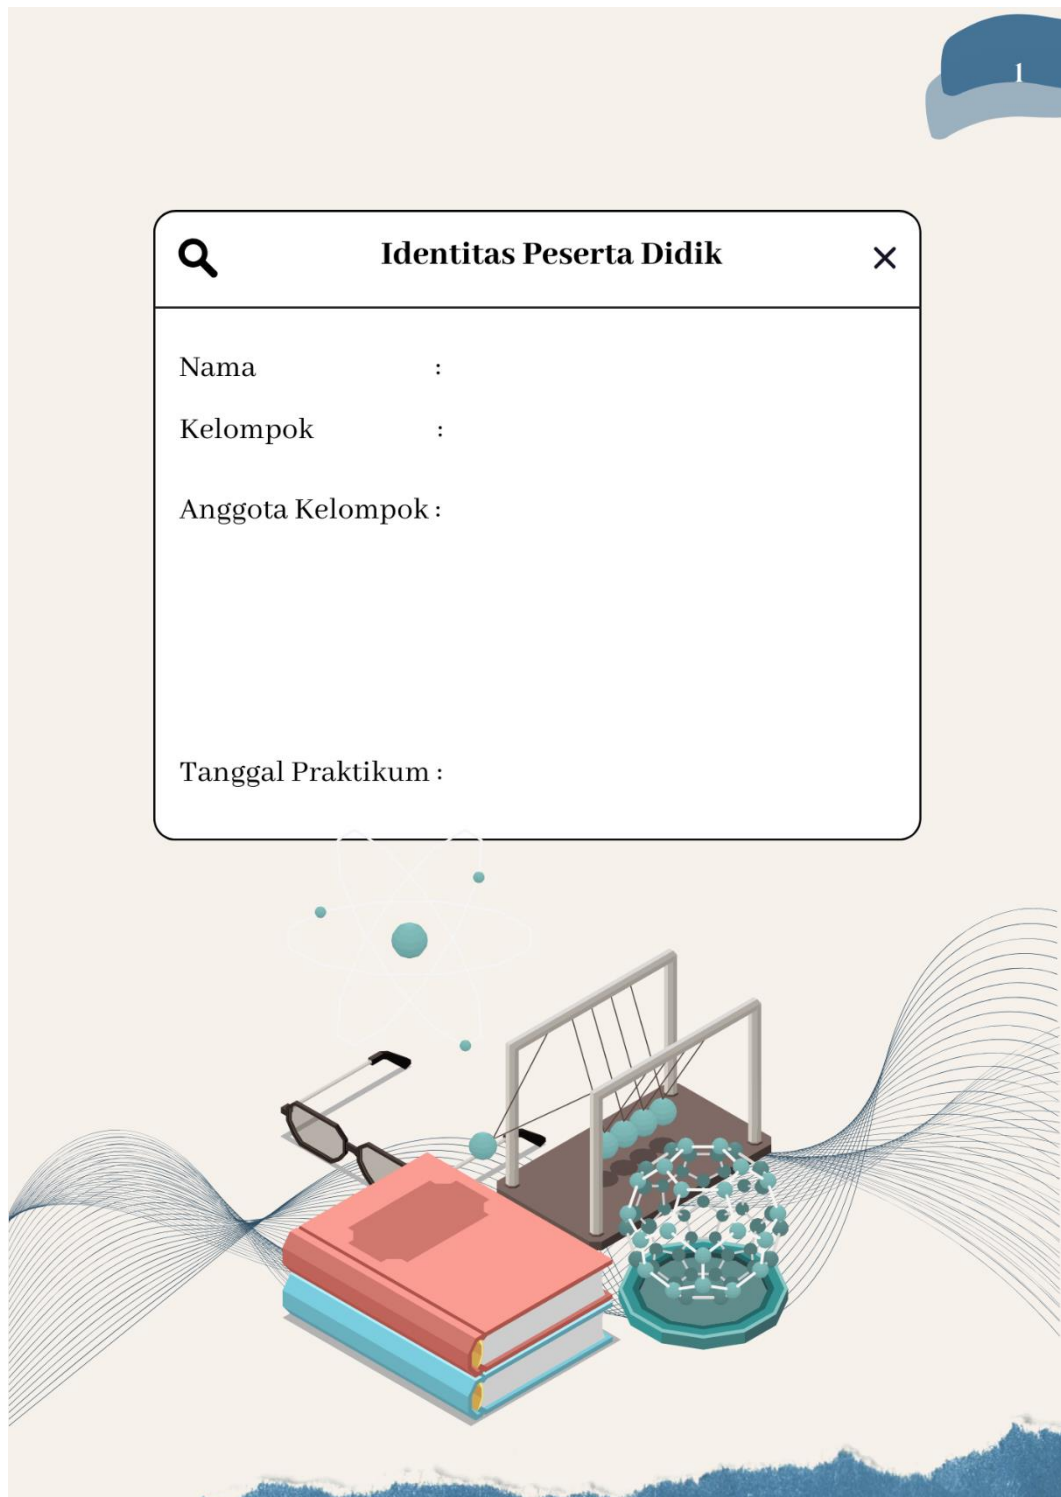 1
Identitas Peserta Didik
Nama :
Kelompok :
Anggota Kelompok :
Tanggal Praktikum :